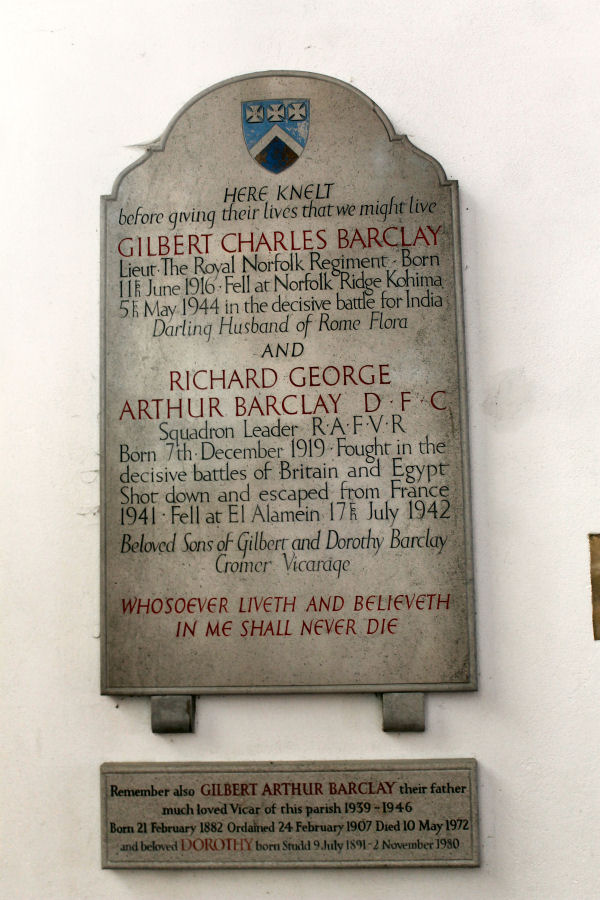 HERE KNELT
before giving their lives that we might live
GILBERT CHARLES BARCLAY
Lieut · The Royal Norfolk Regiment · Born
11th June 1916 · Fell at Norfolk Ridge Kohima
5th May 1944 in the decisive battle for India
Darling Husband of Rome Flora
AND
RICHARD GEORGE
ARTHUR BARCLAY D · F · C
Squadron Leader R·A·F·V·R
Born 7th December 1919 · Fought in the
decisive battles of Britain and Egypt
Shot down and escaped from France
1941 · Fell at El Alamein 17th July 1942
Beloved Sons of Gilbert and Dorothy Barclay
Cromer Vicarage
WHOSOEVER LIVETH AND BELIEVETH
IN ME SHALL NEVER DIE
Remember also GILBERT ARTHUR BARCLAY their father
much loved Vicar of this parish 1939-1946
Born 21 February 1882 Ordained 24 February 1907 Died 10 May 1972
and beloved DOROTHY born Studd 9 July 1891-2 November 1980